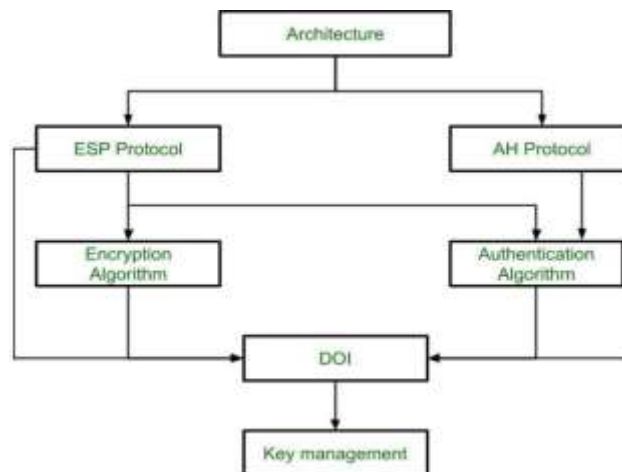 Architecture
ESP Protocol
AH Protocol
Encryption
Algorithm
Authentication
Algorithm
DOI
Key management